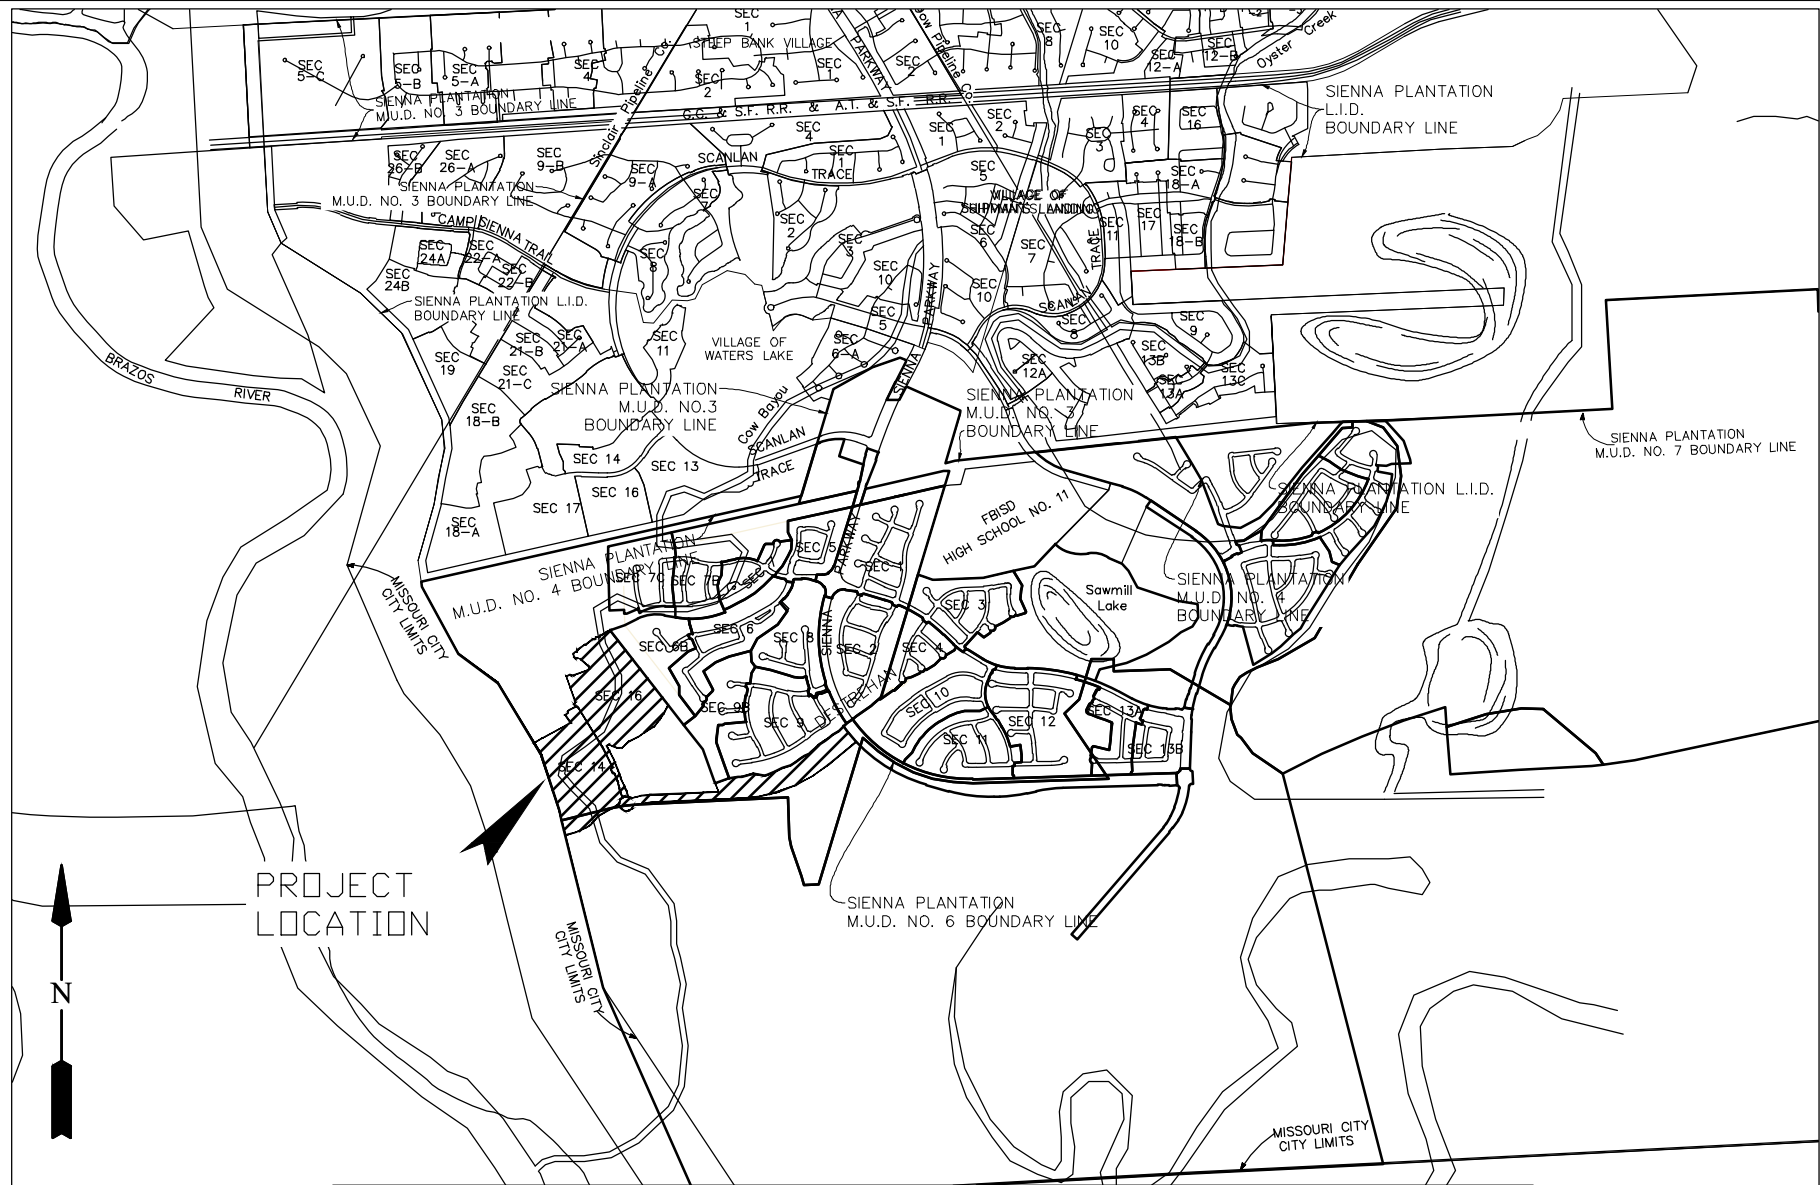 SEC
1
STEEP BANK VILLAGE
PARKWAY
SEC
2
Pipeline Co.
SEC
8
SEC
10
SEC
12-A
SEC
12-B
Oyster Creek
SEC
5-C
SEC
5-B
SEC
5-A
SEC
4
Sinclair Pipeline Co.
SEC
2
SEC
1
SIENNA PLANTATION
M.U.D. NO. 3 BOUNDARY LINE
G.C. & S.F. R.R. & A.T. & S.F. R.R.
SIENNA PLANTATION
L.I.D.
BOUNDARY LINE
SEC
4
SEC
1
SEC
2
SEC
3
SEC
4
SEC
16
SEC
26-B
SEC
26-A
SEC
9-B
SEC
9-A
SCANLAN
TRACE
SEC
1
SEC
5
SEC
18-A
SIENNA PLANTATION
M.U.D. NO. 3 BOUNDARY LINE
SEC
7
SEC
2
VILLAGE OF
SEC
6
SEC
7
TRACE
SEC
11
SEC
17
SEC
18-B
CAMP SIENNA TRAIL
SEC
24A
SEC
22-A
SEC
22-B
SEC
24B
SEC
8
SEC
3
SEC
10
SEC
10
SCANLAN
SEC
8
SEC
9
SIENNA PLANTATION L.I.D.
BOUNDARY LINE
SEC
5
SIENNA PARKWAY
SEC
21-B
SEC
21-A
SEC
11
VILLAGE OF
WATERS LAKE
SEC
6-A
SEC
12A
SEC
13B
SEC
13A
SEC
13C
BRAZOS
RIVER
SEC
19
SEC
21-C
SEC
18-B
SIENNA PLANTATION
M.U.D. NO.3
BOUNDARY LINE
Cow Bayou
SCANLAN
TRACE
SIENNA PLANTATION
M.U.D. NO. 3
BOUNDARY LINE
SIENNA PLANTATION
M.U.D. NO. 7 BOUNDARY LINE
SEC 14
SEC 13
SEC 16
SEC 17
SEC
18-A
SIENNA PLANTATION L.I.D.
BOUNDARY LINE
FBISD
HIGH SCHOOL NO. 11
SIENNA PLANTATION
M.U.D. NO. 4 BOUNDARY LINE
SEC 7C
SEC 7B
SEC 7
SEC 5
PARKWAY
SEC 1
MISSOURI CITY
CITY LIMITS
SIENNA PLANTATION
M.U.D. NO. 4
BOUNDARY LINE
Sawmill
Lake
SEC 3
SEC 6
SEC 6B
SEC 8
SIENNA
SEC 2
SEC 4
SEC 16
SEC 9B
SEC 9
DESTREHAN
SEC 10
SEC 11
SEC 12
SEC 13A
SEC 13B
SEC 14A
PROJECT
LOCATION
SIENNA PLANTATION
M.U.D. NO. 6 BOUNDARY LINE
MISSOURI CITY
CITY LIMITS
N
MISSOURI CITY
CITY LIMITS